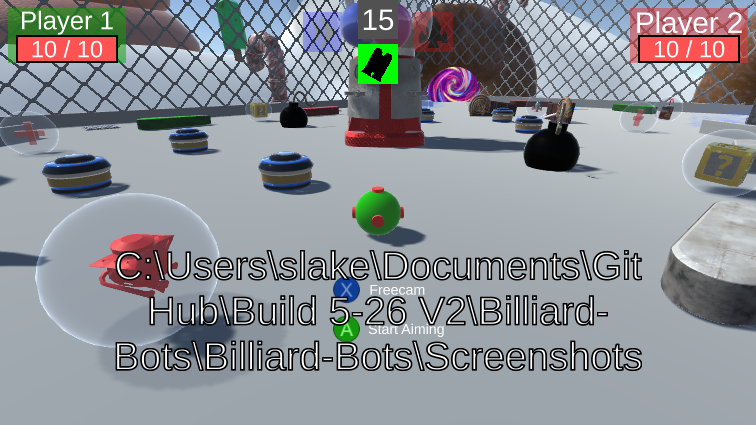 Player 1
10 / 10
15
Player 2
10 / 10
?
C:\Users\slake\Documents\Git
X Freecam
Hub\Build 5-26 V2\Billiard-
A Start Aiming
Bots\Billiard-Bots\Screenshots